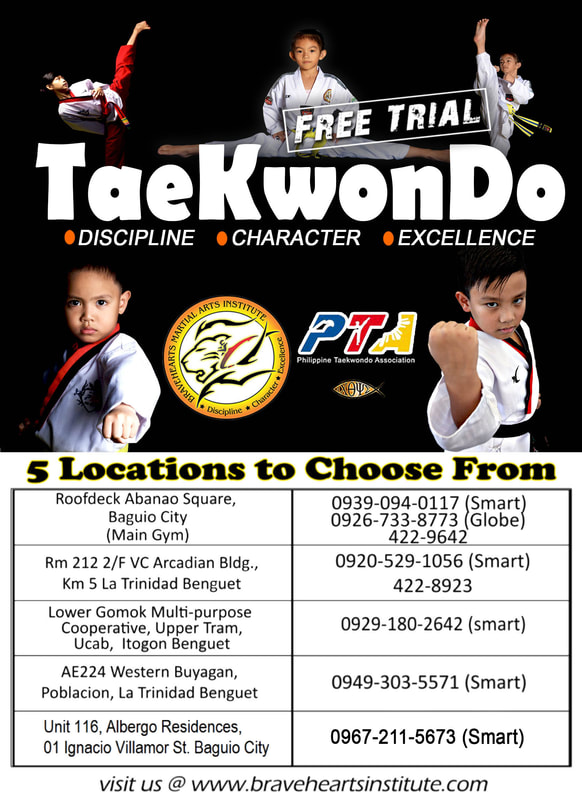 FREE TRIAL
TaeKwonDo
DISCIPLINE CHARACTER EXCELLENCE
BRAVEHEARTS MARTIAL ARTS INSTITUTE
Discipline Character Excellence
PTA
Philippine Taekwondo Association
ΙΧΘΥΣ
5 Locations to Choose From
Roofdeck Abanao Square,
Baguio City
(Main Gym)
0939-094-0117 (Smart)
0926-733-8773 (Globe)
422-9642
Rm 212 2/F VC Arcadian Bldg.,
Km 5 La Trinidad Benguet
0920-529-1056 (Smart)
422-8923
Lower Gomok Multi-purpose
Cooperative, Upper Tram,
Ucab, Itogon Benguet
0929-180-2642 (smart)
AE224 Western Buyagan,
Poblacion, La Trinidad Benguet
0949-303-5571 (Smart)
Unit 116, Albergo Residences,
01 Ignacio Villamor St. Baguio City
0967-211-5673 (Smart)
visit us @ www.braveheartsinstitute.com